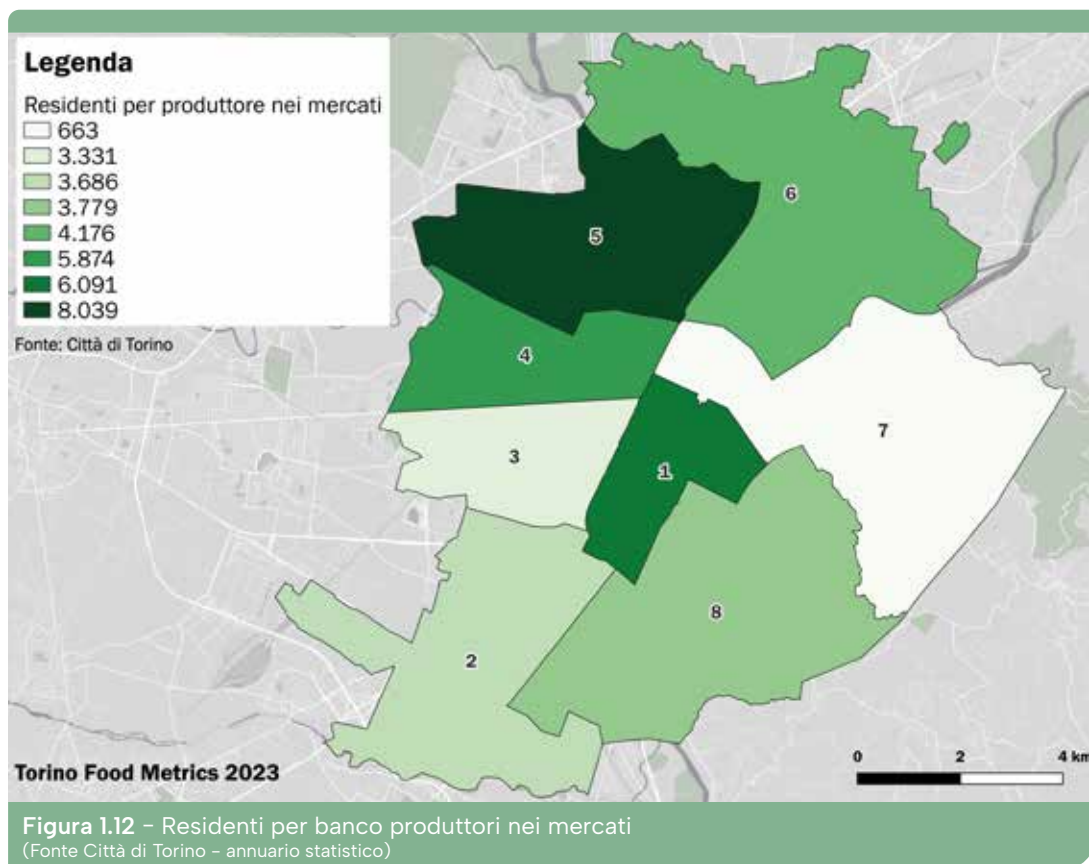 Legenda
Residenti per produttore nei mercati
663
3.331
3.686
3.779
4.176
5.874
6.091
8.039
Fonte: Città di Torino
6
5
4
7
3
1
8
2
Torino Food Metrics 2023
0 2 4 km
Figura 1.12 – Residenti per banco produttori nei mercati
(Fonte Città di Torino – annuario statistico)